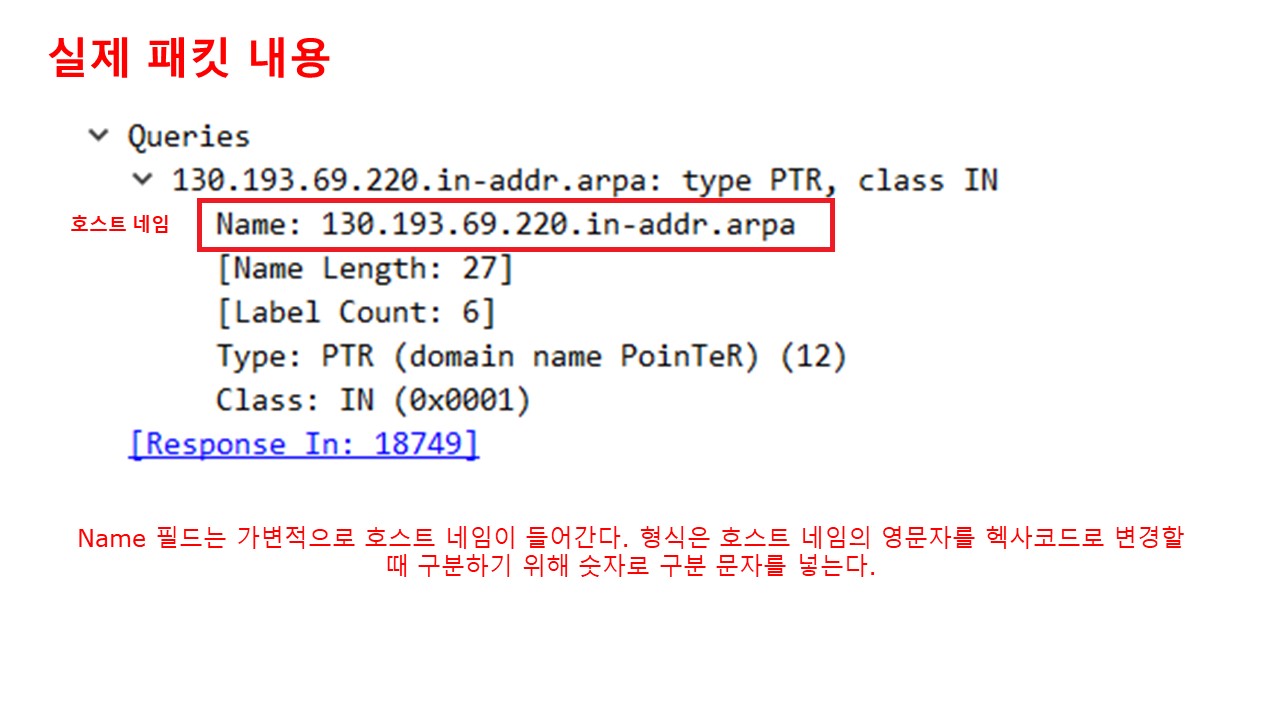 실제 패킷 내용
Queries
130.193.69.220.in-addr.arpa: type PTR, class IN
호스트 네임
Name: 130.193.69.220.in-addr.arpa
[Name Length: 27]
[Label Count: 6]
Type: PTR (domain name PoinTeR) (12)
Class: IN (0x0001)
[Response In: 18749]
Name 필드는 가변적으로 호스트 네임이 들어간다. 형식은 호스트 네임의 영문자를 헥사코드로 변경할
때 구분하기 위해 숫자로 구분 문자를 넣는다.